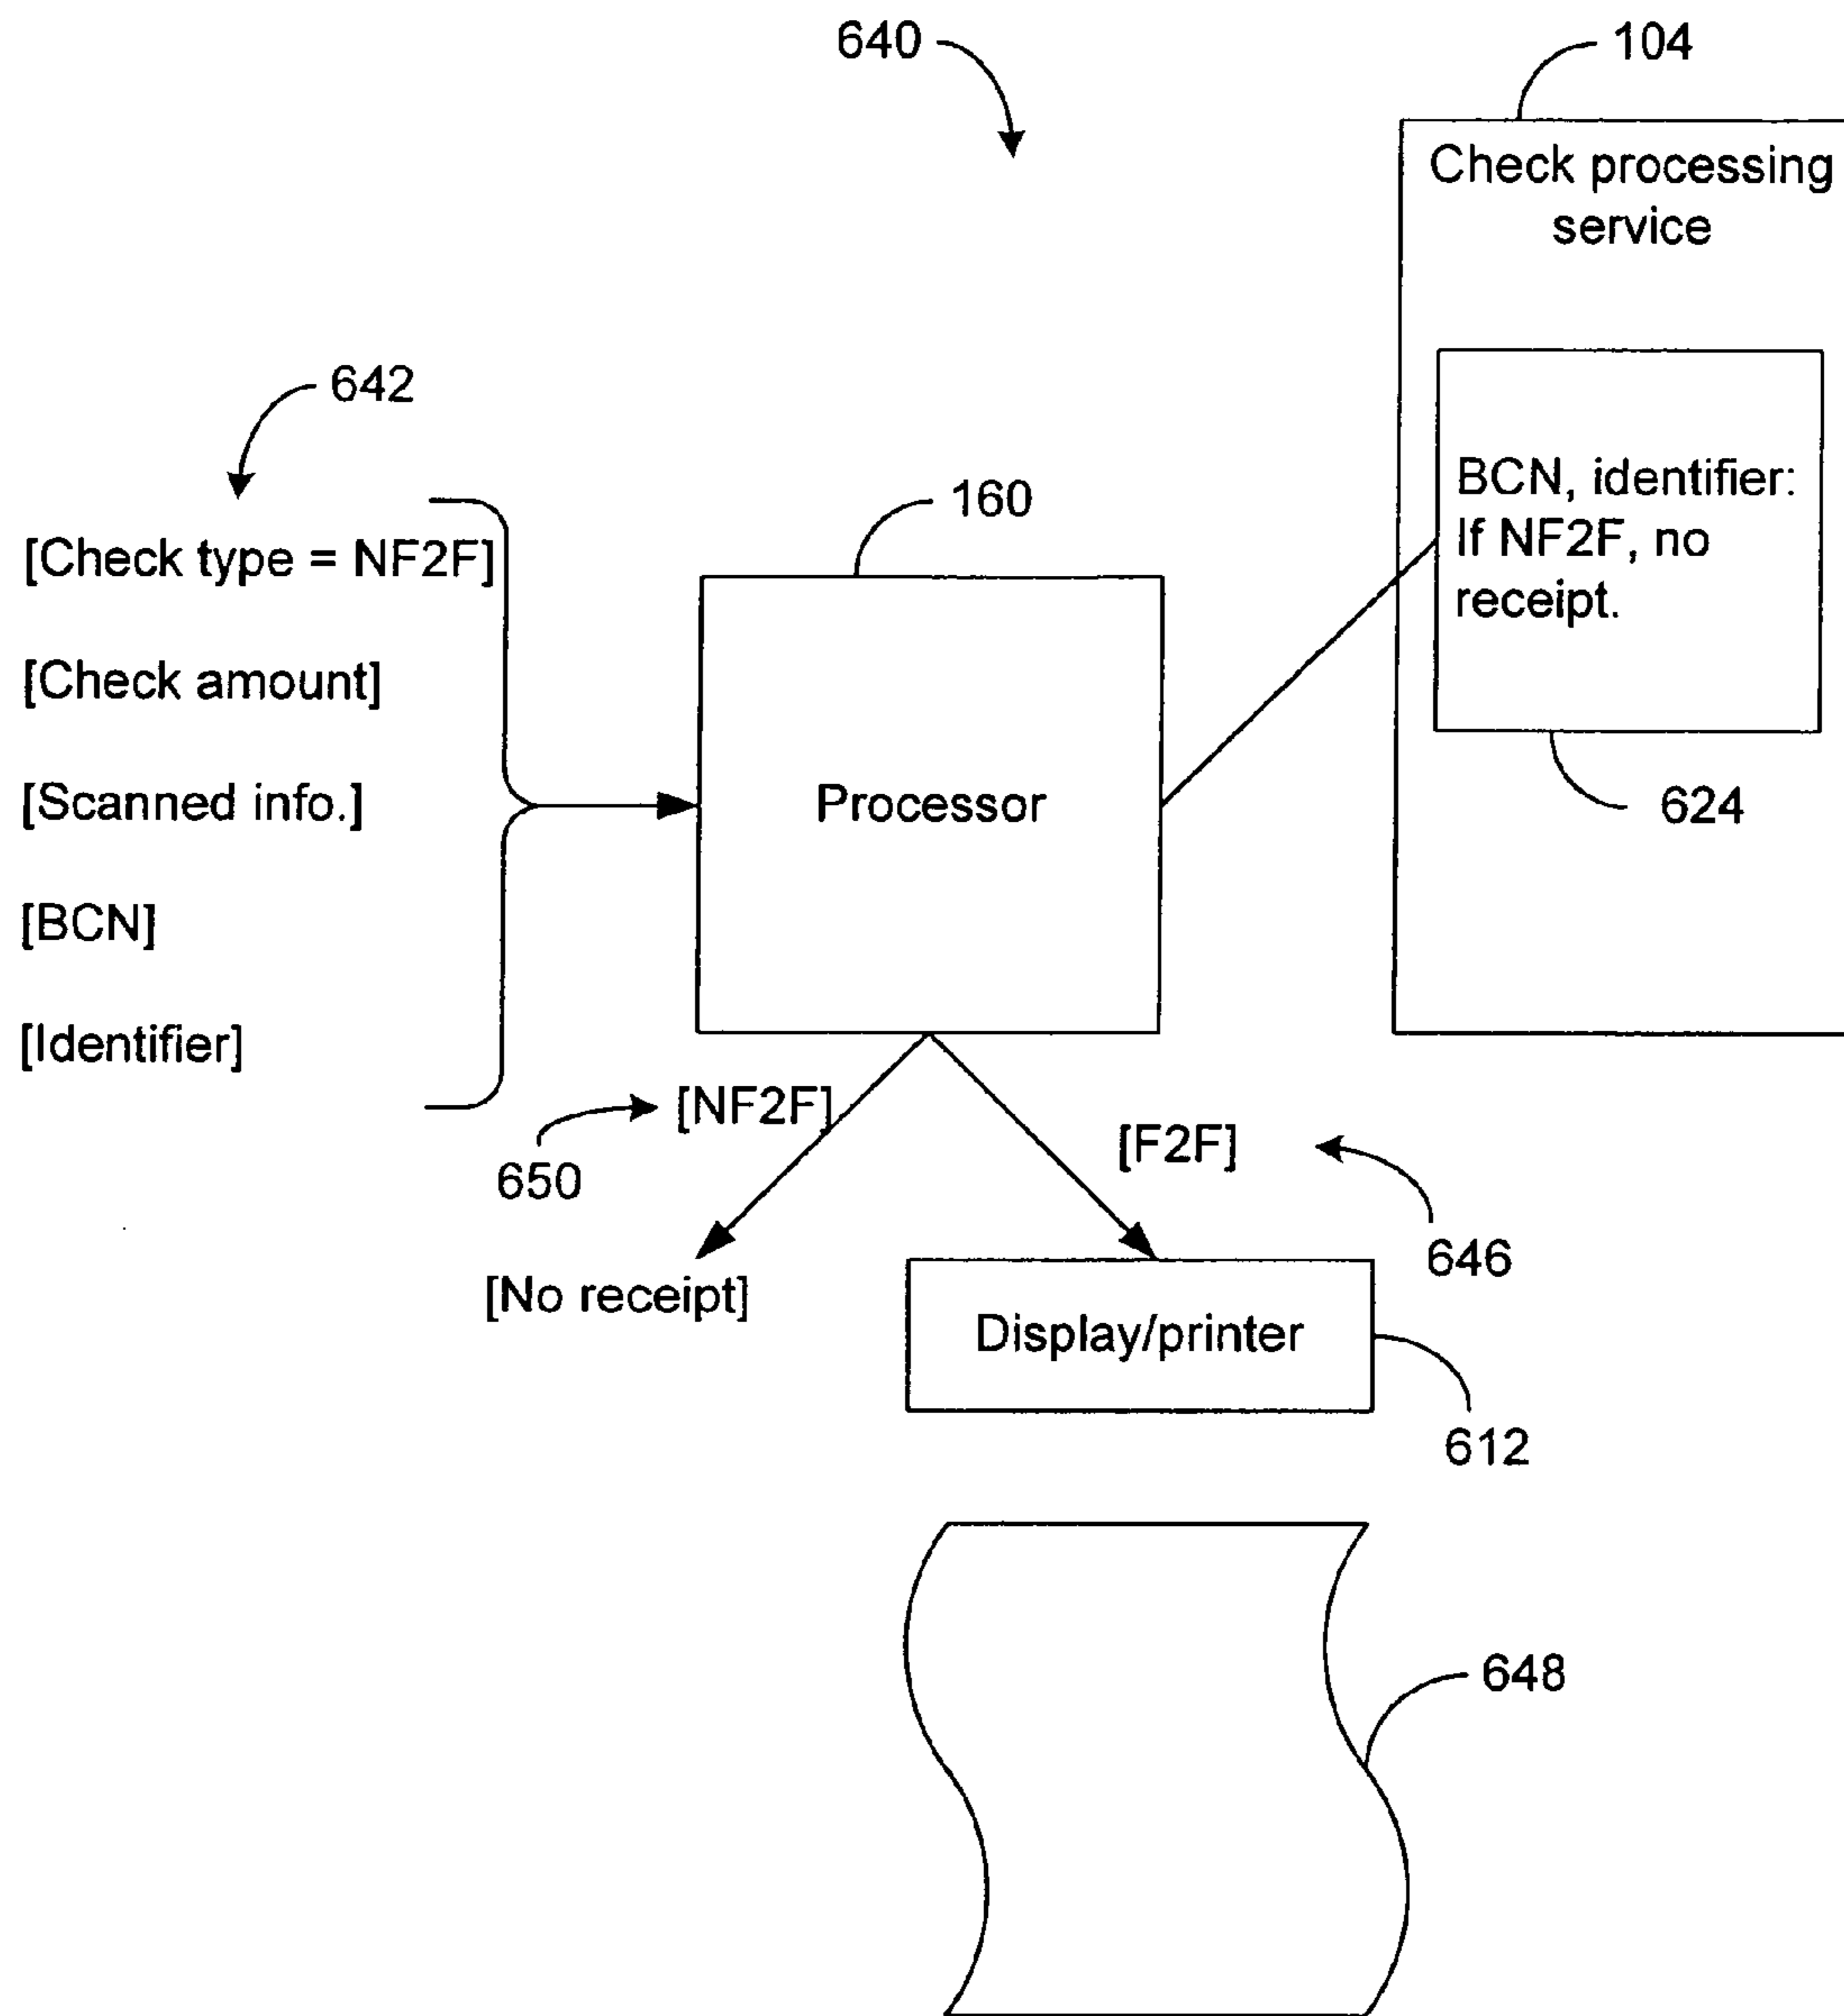 640
104
Check processing
service
642
160
BCN, identifier:
If NF2F, no
receipt.
[Check type = NF2F]
[Check amount]
[Scanned info.]
Processor
624
[BCN]
[Identifier]
[NF2F]
[F2F]
650
646
[No receipt]
Display/printer
612
648